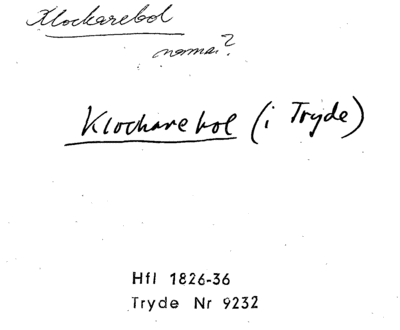 Klockarebol
Klockarebol (i Tryde)
Hfl 1826-36
Tryde Nr 9232